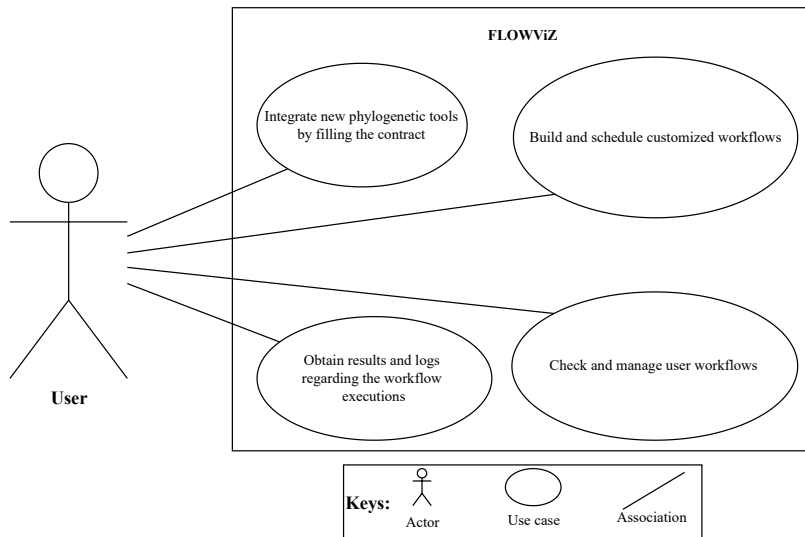 FLOWViZ
Integrate new phylogenetic tools
by filling the contract
Build and schedule customized workflows
Obtain results and logs
regarding the workflow
executions
Check and manage user workflows
User
Keys:
Actor
Use case
Association